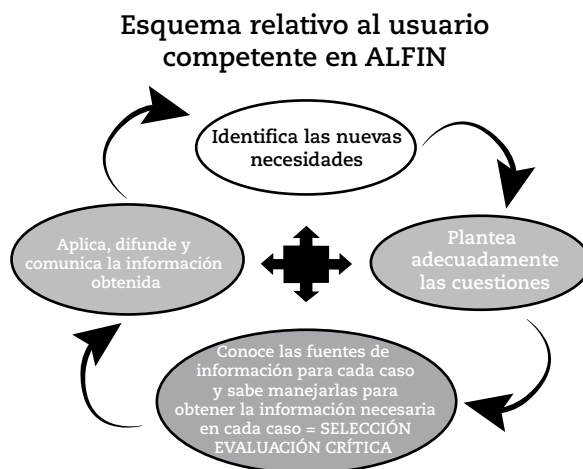 Esquema relativo al usuario
competente en ALFIN
Identifica las nuevas
necesidades
Plantea
adecuadamente
las cuestiones
Conoce las fuentes de
información para cada caso
y sabe manejarlas para
obtener la información necesaria
en cada caso = SELECCIÓN
EVALUACIÓN CRÍTICA
Aplica, difunde y
comunica la información
obtenida